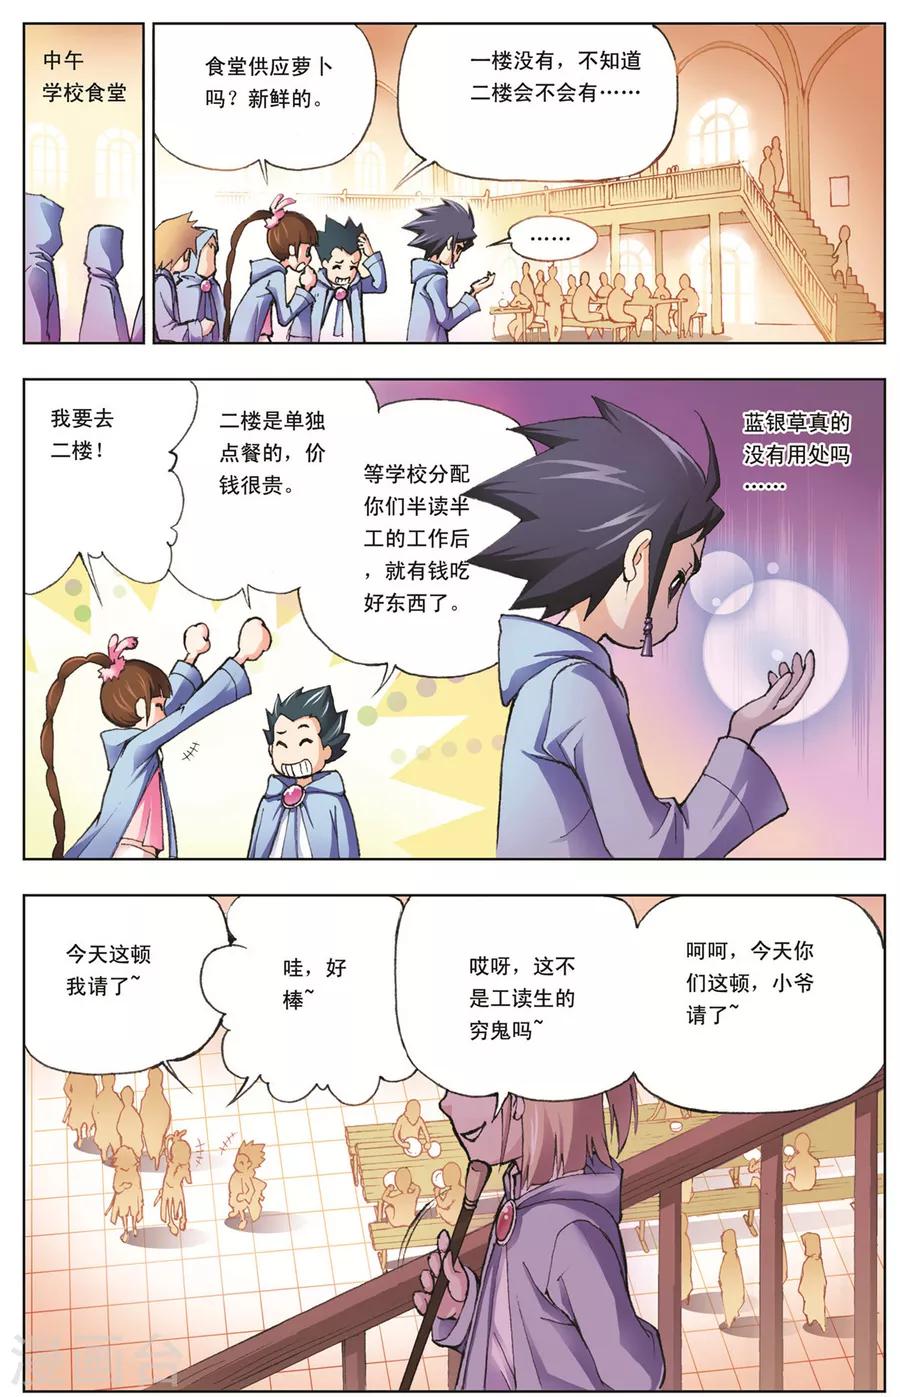 中午
学校食堂
食堂供应萝卜
吗？新鲜的。
一楼没有，不知道
二楼会不会有……
……
我要去
二楼！
二楼是单独
点餐的，价
钱很贵。
等学校分配
你们半读半
工的工作后
，就有钱吃
好东西了。
蓝银草真的
没有用处吗
……
今天这顿
我请了~
哇，好
棒~
哎呀，这不
是工读生的
穷鬼吗~
呵呵，今天你
们这顿，小爷
请了~
漫画台